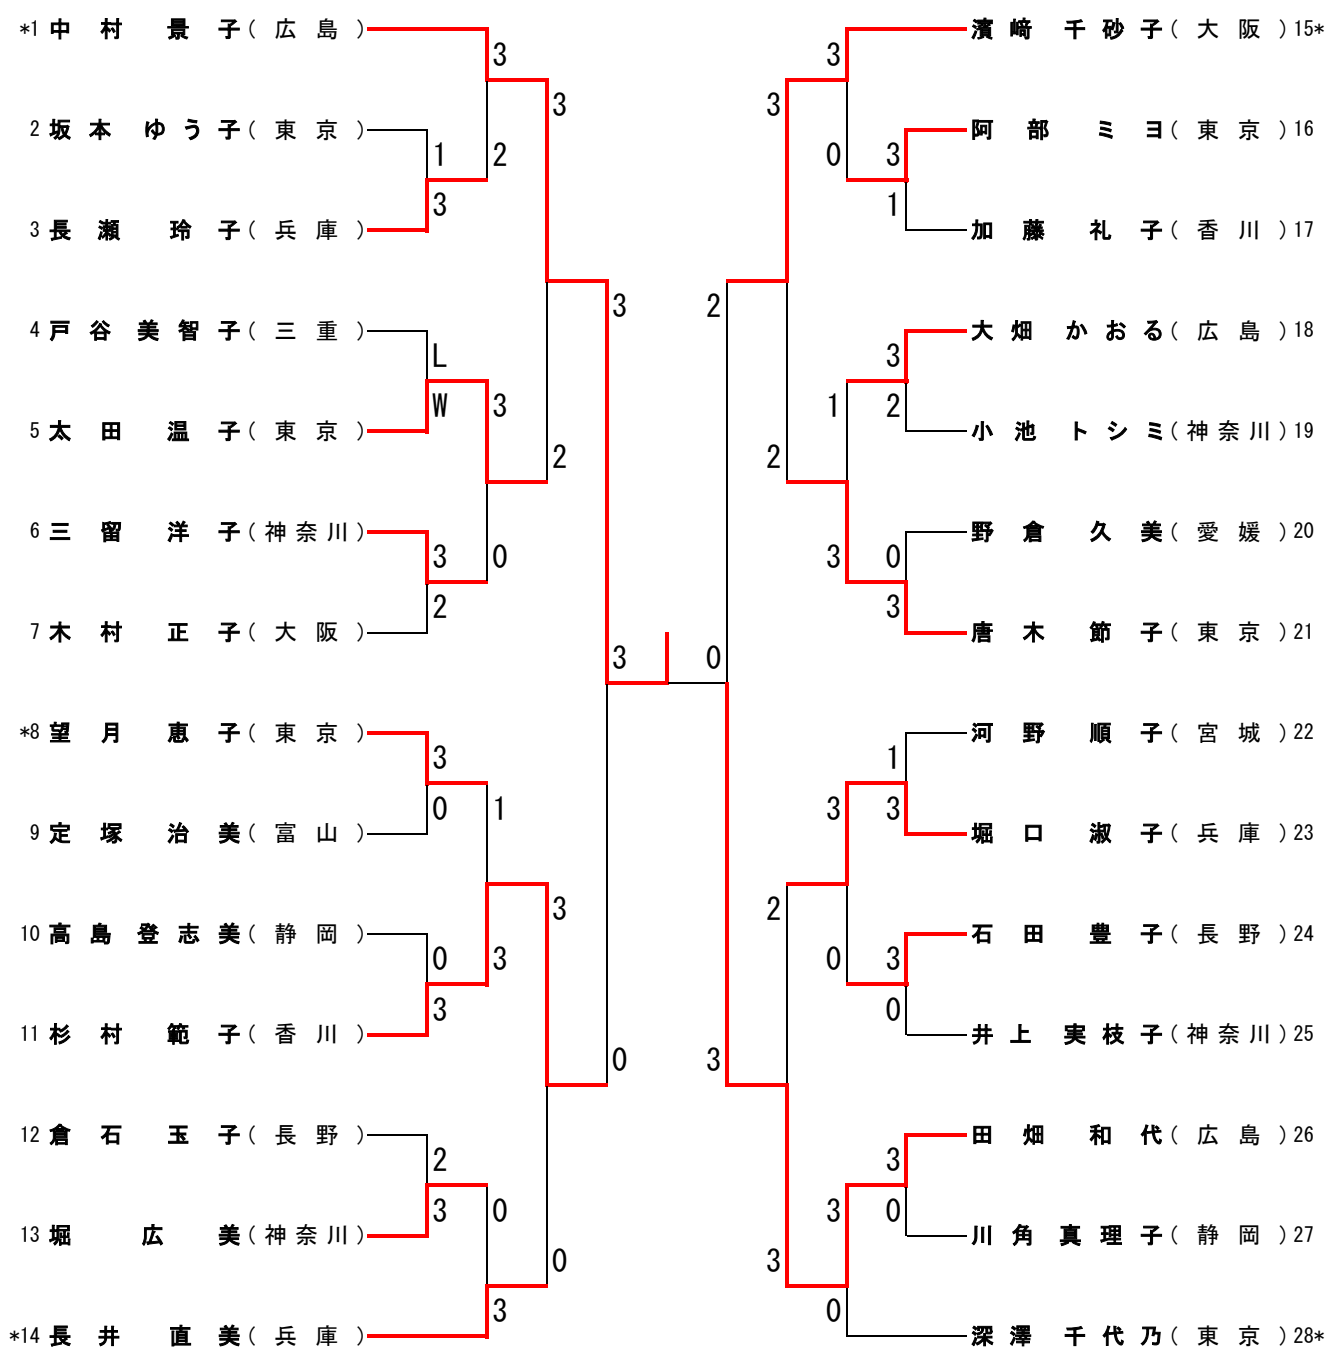 *1 中村 景子(広島)
3
3
2 坂本 ゆう子(東京)
1
2
3
3 長瀬 玲子(兵庫)
3
4 戸谷 美智子(三重)
L
W
3
5 太田 温子(東京)
2
6 三留 洋子(神奈川)
3
0
2
7 木村 正子(大阪)
3
*8 望月 恵子(東京)
3
0
1
9 定塚 治美(富山)
3
10 高島 登志美(静岡)
0
3
3
11 杉村 範子(香川)
0
12 倉石 玉子(長野)
2
3
0
13 堀 広美(神奈川)
0
3
*14 長井 直美(兵庫)
濱﨑 千砂子(大阪)15*
3
3
阿部 ミヨ(東京)16
0
3
1
加藤 礼子(香川)17
2
大畑 かおる(広島)18
3
1
2
小池 トシミ(神奈川)19
2
野倉 久美(愛媛)20
3
0
3
唐木 節子(東京)21
0
河野 順子(宮城)22
1
3
3
堀口 淑子(兵庫)23
2
石田 豊子(長野)24
0
3
0
井上 実枝子(神奈川)25
3
田畑 和代(広島)26
3
3
0
川角 真理子(静岡)27
3
0
深澤 千代乃(東京)28*